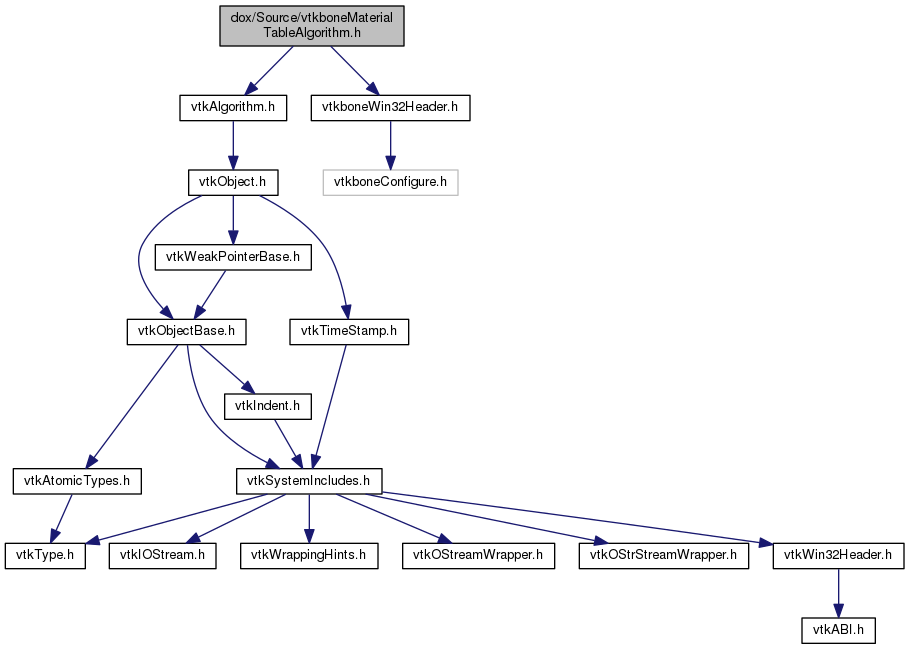 dox/Source/vtkboneMaterial
TableAlgorithm.h
vtkAlgorithm.h
vtkboneWin32Header.h
vtkObject.h
vtkboneConfigure.h
vtkWeakPointerBase.h
vtkObjectBase.h
vtkTimeStamp.h
vtkIndent.h
vtkAtomicTypes.h
vtkSystemIncludes.h
vtkType.h
vtkIOStream.h
vtkWrappingHints.h
vtkOStreamWrapper.h
vtkOStrStreamWrapper.h
vtkWin32Header.h
vtkABI.h